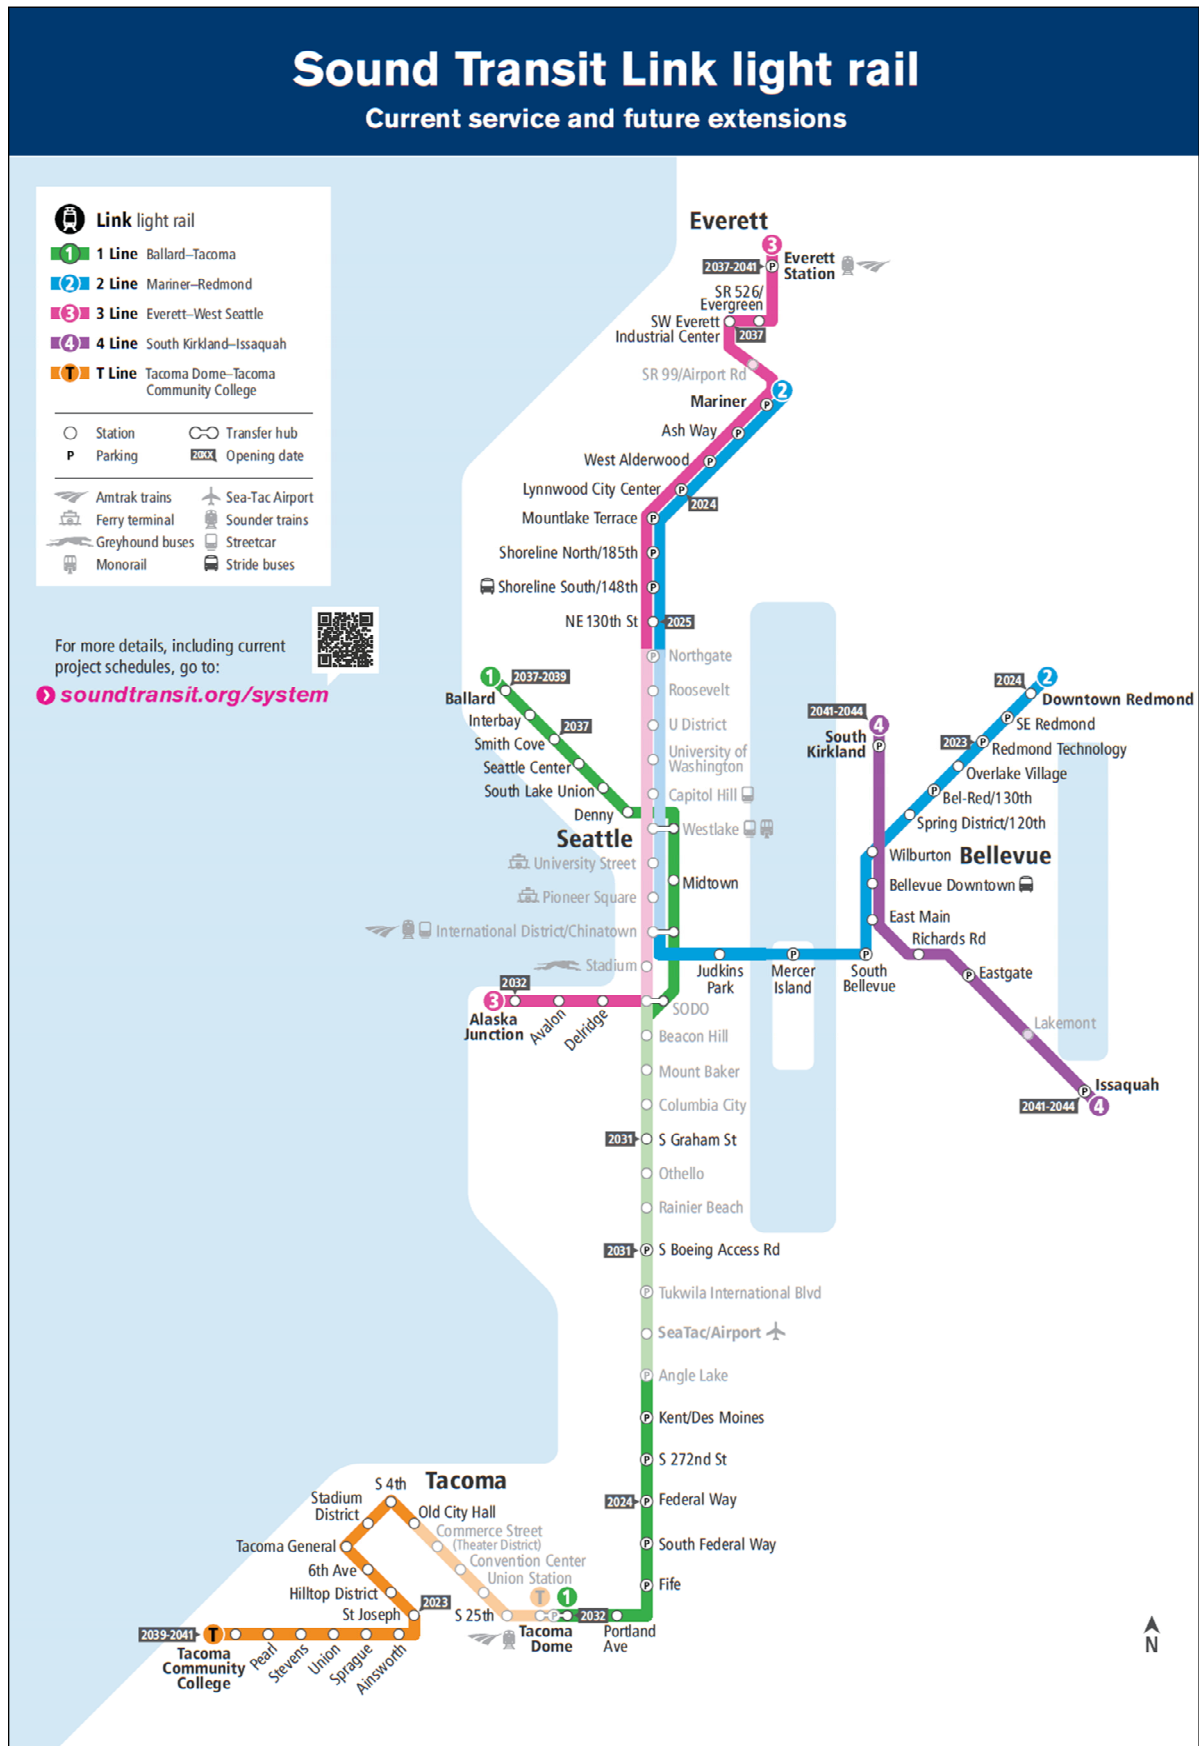 Sound Transit Link light rail
Current service and future extensions
Link light rail
1 1 Line Ballard–Tacoma
2 2 Line Mariner–Redmond
3 3 Line Everett–West Seattle
4 4 Line South Kirkland–Issaquah
T T Line Tacoma Dome–Tacoma
Community College
Station
Transfer hub
P Parking
20XX Opening date
Amtrak trains
Sea-Tac Airport
Ferry terminal
Sounder trains
Greyhound buses
Streetcar
Monorail
Stride buses
For more details, including current
project schedules, go to:
soundtransit.org/system
Everett
3
2037-2041
P
Everett
Station
SR 526/
Evergreen
SW Everett
Industrial Center
2037
SR 99/Airport Rd
2
Mariner
P
Ash Way
P
West Alderwood
P
Lynnwood City Center
P
2024
Mountlake Terrace
P
Shoreline North/185th
P
Shoreline South/148th
P
NE 130th St
2025
P
Northgate
Roosevelt
U District
University of
Washington
Capitol Hill
Westlake
1
2037-2039
Ballard
Interbay
2037
Smith Cove
Seattle Center
South Lake Union
Denny
Seattle
University Street
Midtown
Pioneer Square
International District/Chinatown
Stadium
2032
3
Alaska
Junction
Avalon
Delridge
SODO
Judkins
Park
P
Mercer
Island
P
South
Bellevue
2041-2044
4
South
Kirkland
P
2024
2
Downtown Redmond
P
SE Redmond
2023
P
Redmond Technology
Overlake Village
P
Bel-Red/130th
Spring District/120th
Wilburton
Bellevue
Bellevue Downtown
East Main
Richards Rd
P
Eastgate
Lakemont
P
Issaquah
2041-2044
4
Beacon Hill
Mount Baker
Columbia City
2031
S Graham St
Othello
Rainier Beach
2031
P
S Boeing Access Rd
P
Tukwila International Blvd
SeaTac/Airport
P
Angle Lake
P
Kent/Des Moines
P
S 272nd St
2024
P
Federal Way
P
South Federal Way
P
Fife
Portland
Ave
2032
1
T
P
Tacoma
Dome
S 25th
Union Station
Convention Center
Commerce Street
(Theater District)
Old City Hall
Tacoma
S 4th
Stadium
District
Tacoma General
6th Ave
Hilltop District
2023
St Joseph
Ainsworth
Sprague
Union
Stevens
Pearl
2039-2041
T
Tacoma
Community
College
N